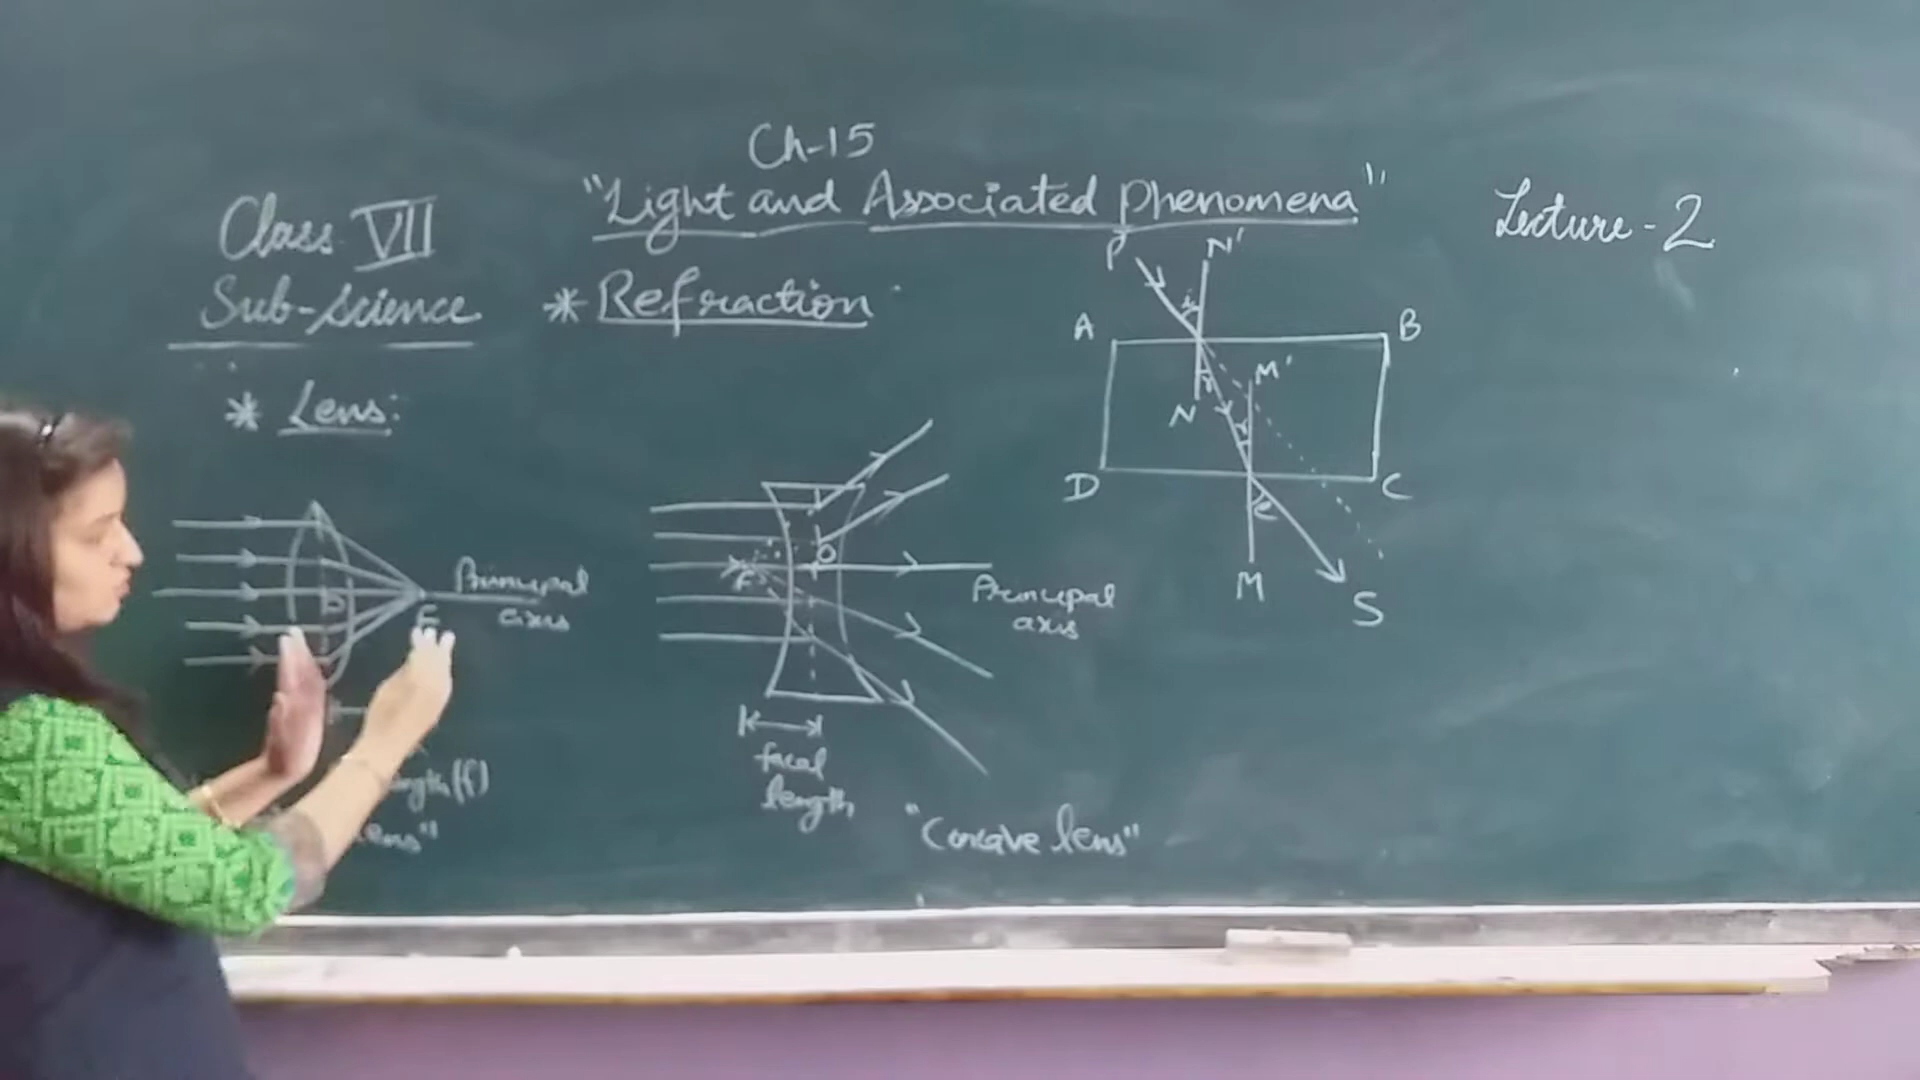 Ch-15
"Light and Associated Phenomena"
Lecture-2
Class VII
Sub-science
* Refraction
* Lens:
P
N'
i
A
B
r
M'
N
r
D
C
e
M
S
O
F
Principal
axis
F
Principal
axis
focal
length
(f)
"Concave lens"